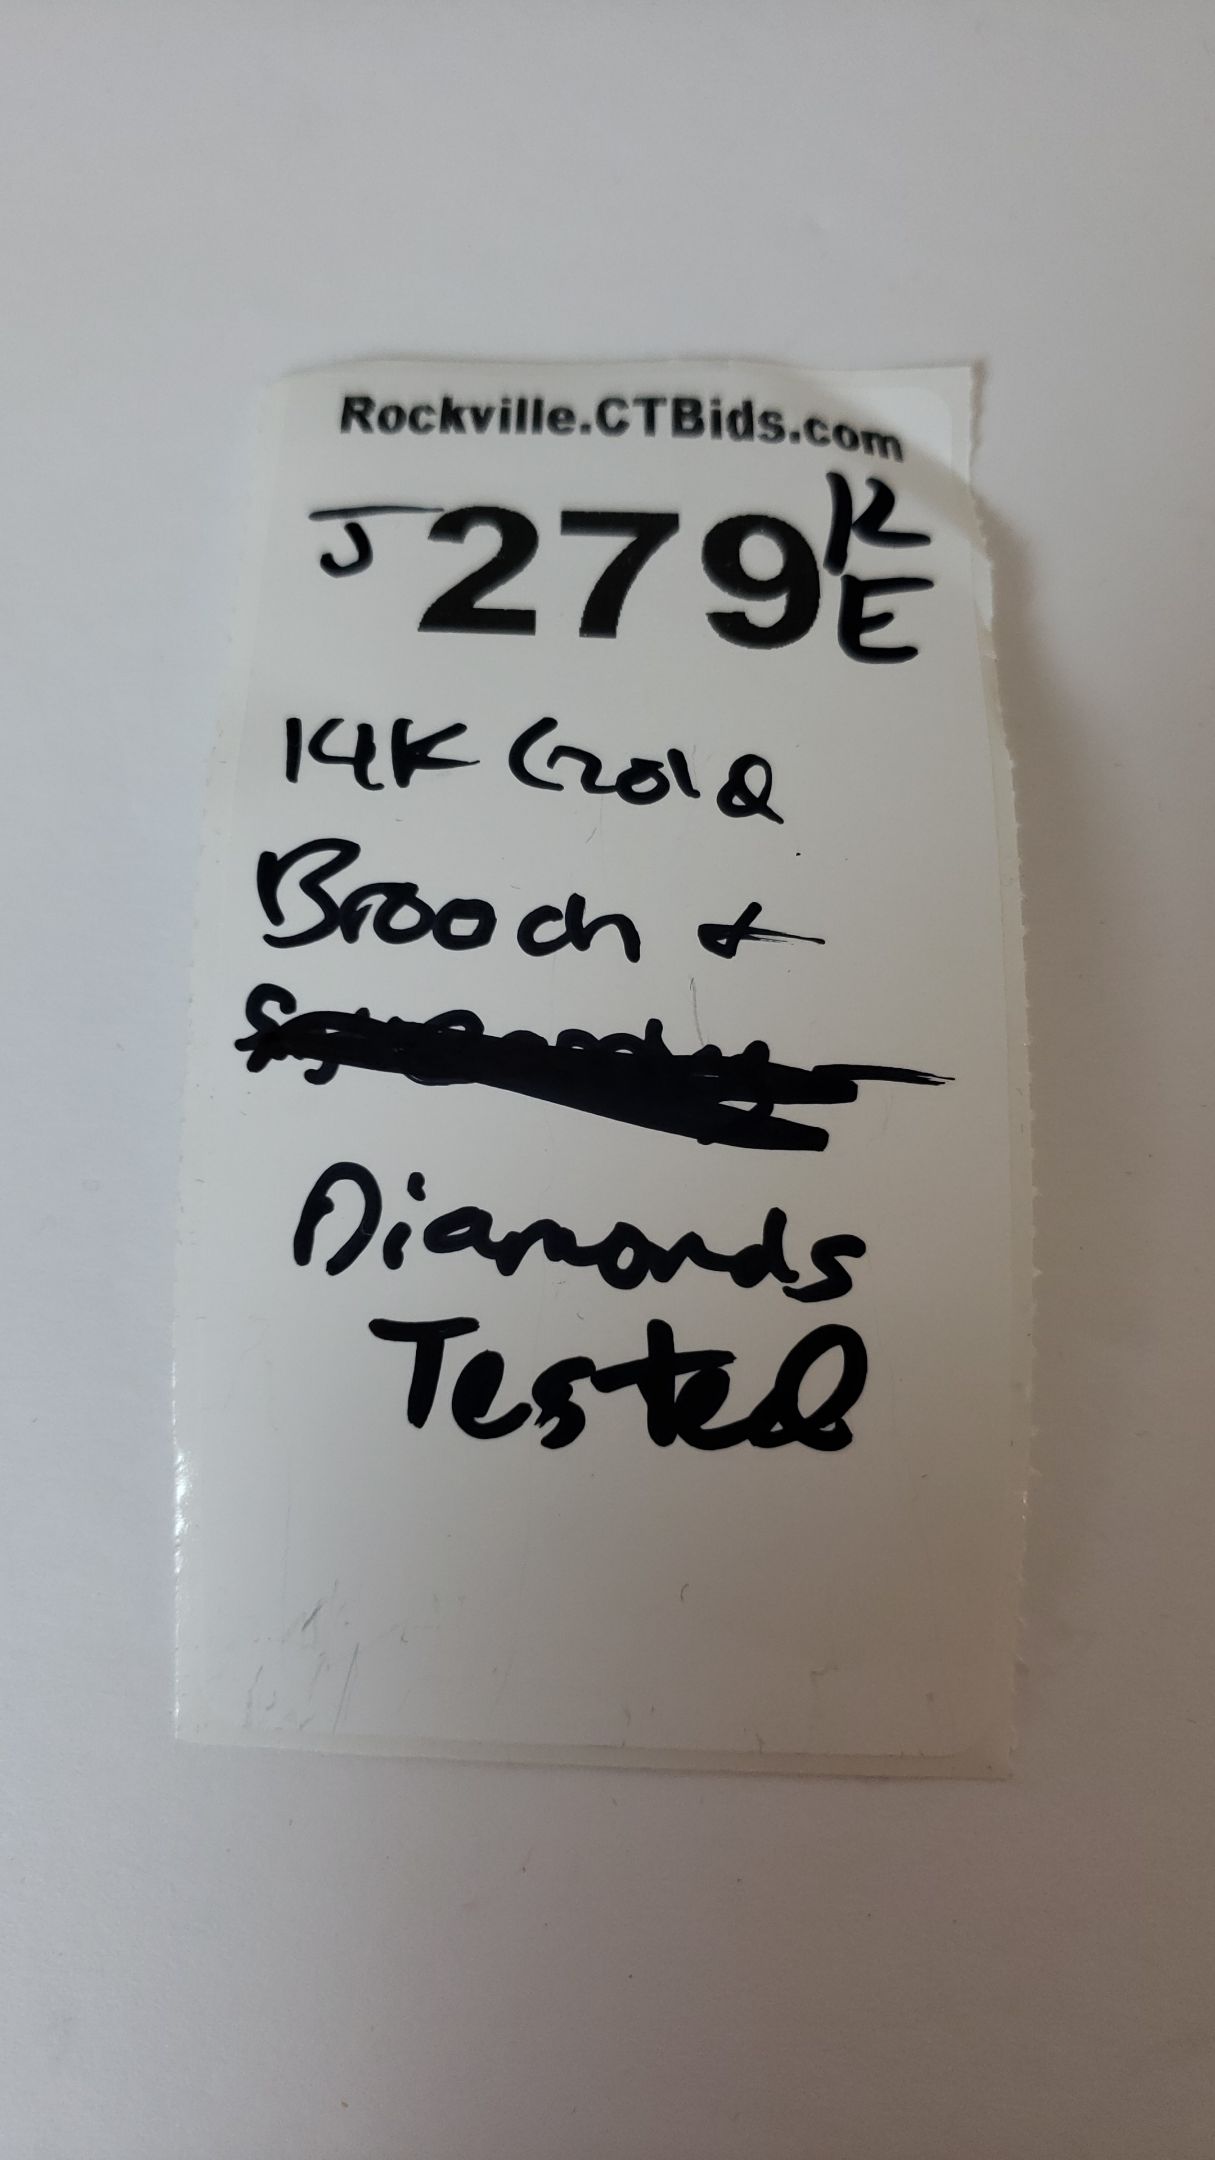 Rockville.CTBids.com
J 279 K
E
14K Gold
Brooch +
Diamonds
Tested